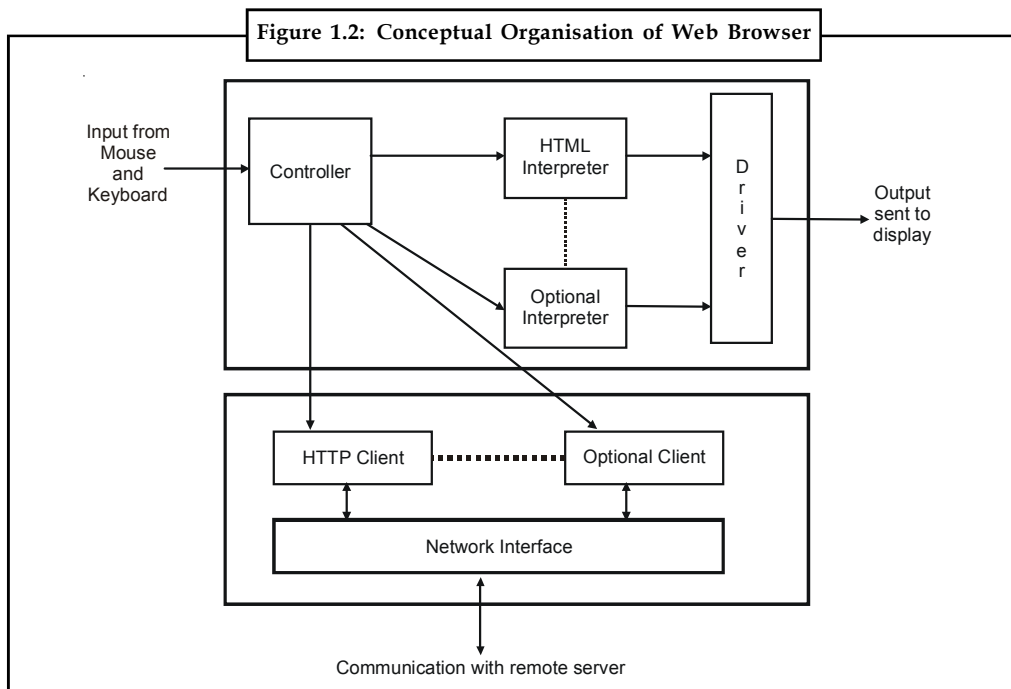 Figure 1.2: Conceptual Organisation of Web Browser
Input from
Mouse
and
Keyboard
Controller
HTML
Interpreter
Optional
Interpreter
Driver
Output
sent to
display
HTTP Client
Optional Client
Network Interface
Communication with remote server